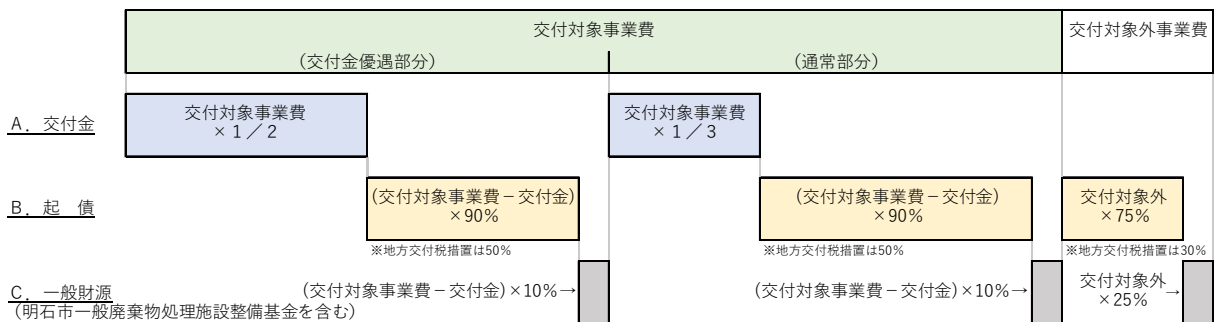 交付対象事業費
交付対象外事業費
（交付金優遇部分）
（通常部分）
A．交付金
交付対象事業費
×１／２
交付対象事業費
×１／３
B．起　債
(交付対象事業費－交付金)
×90%
(交付対象事業費－交付金)
×90%
交付対象外
×75%
※地方交付税措置は50%
※地方交付税措置は50%
※地方交付税措置は30%
C．一般財源
（明石市一般廃棄物処理施設整備基金を含む）
(交付対象事業費－交付金)×10%→
(交付対象事業費－交付金)×10%→
交付対象外
×25%→